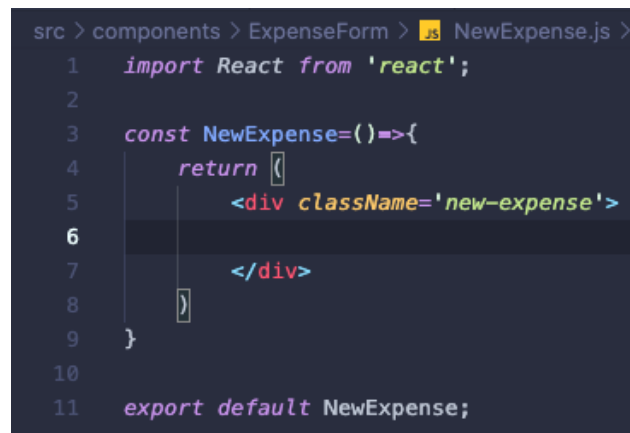 src > components > ExpenseForm > JS NewExpense.js >
1 import React from 'react';
2
3 const NewExpense=()=>{
4 return (
5 <div className='new-expense'>
6
7 </div>
8 )
9 }
10
11 export default NewExpense;